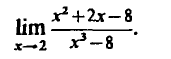 lim x→2 (x² + 2x − 8)/(x³ − 8).